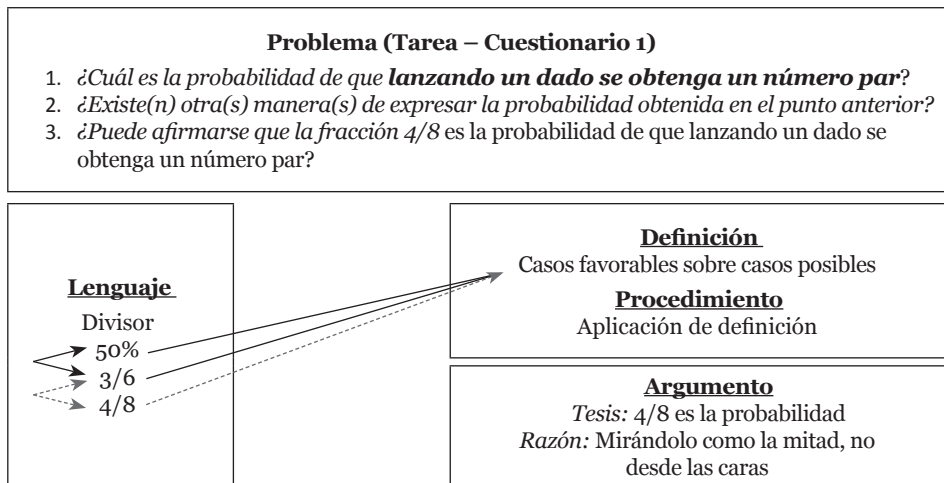 Problema (Tarea – Cuestionario 1)
1. ¿Cuál es la probabilidad de que lanzando un dado se obtenga un número par?
2. ¿Existe(n) otra(s) manera(s) de expresar la probabilidad obtenida en el punto anterior?
3. ¿Puede afirmarse que la fracción 4/8 es la probabilidad de que lanzando un dado se
obtenga un número par?
Lenguaje
Divisor
50%
3/6
4/8
Definición
Casos favorables sobre casos posibles
Procedimiento
Aplicación de definición
Argumento
Tesis: 4/8 es la probabilidad
Razón: Mirándolo como la mitad, no
desde las caras